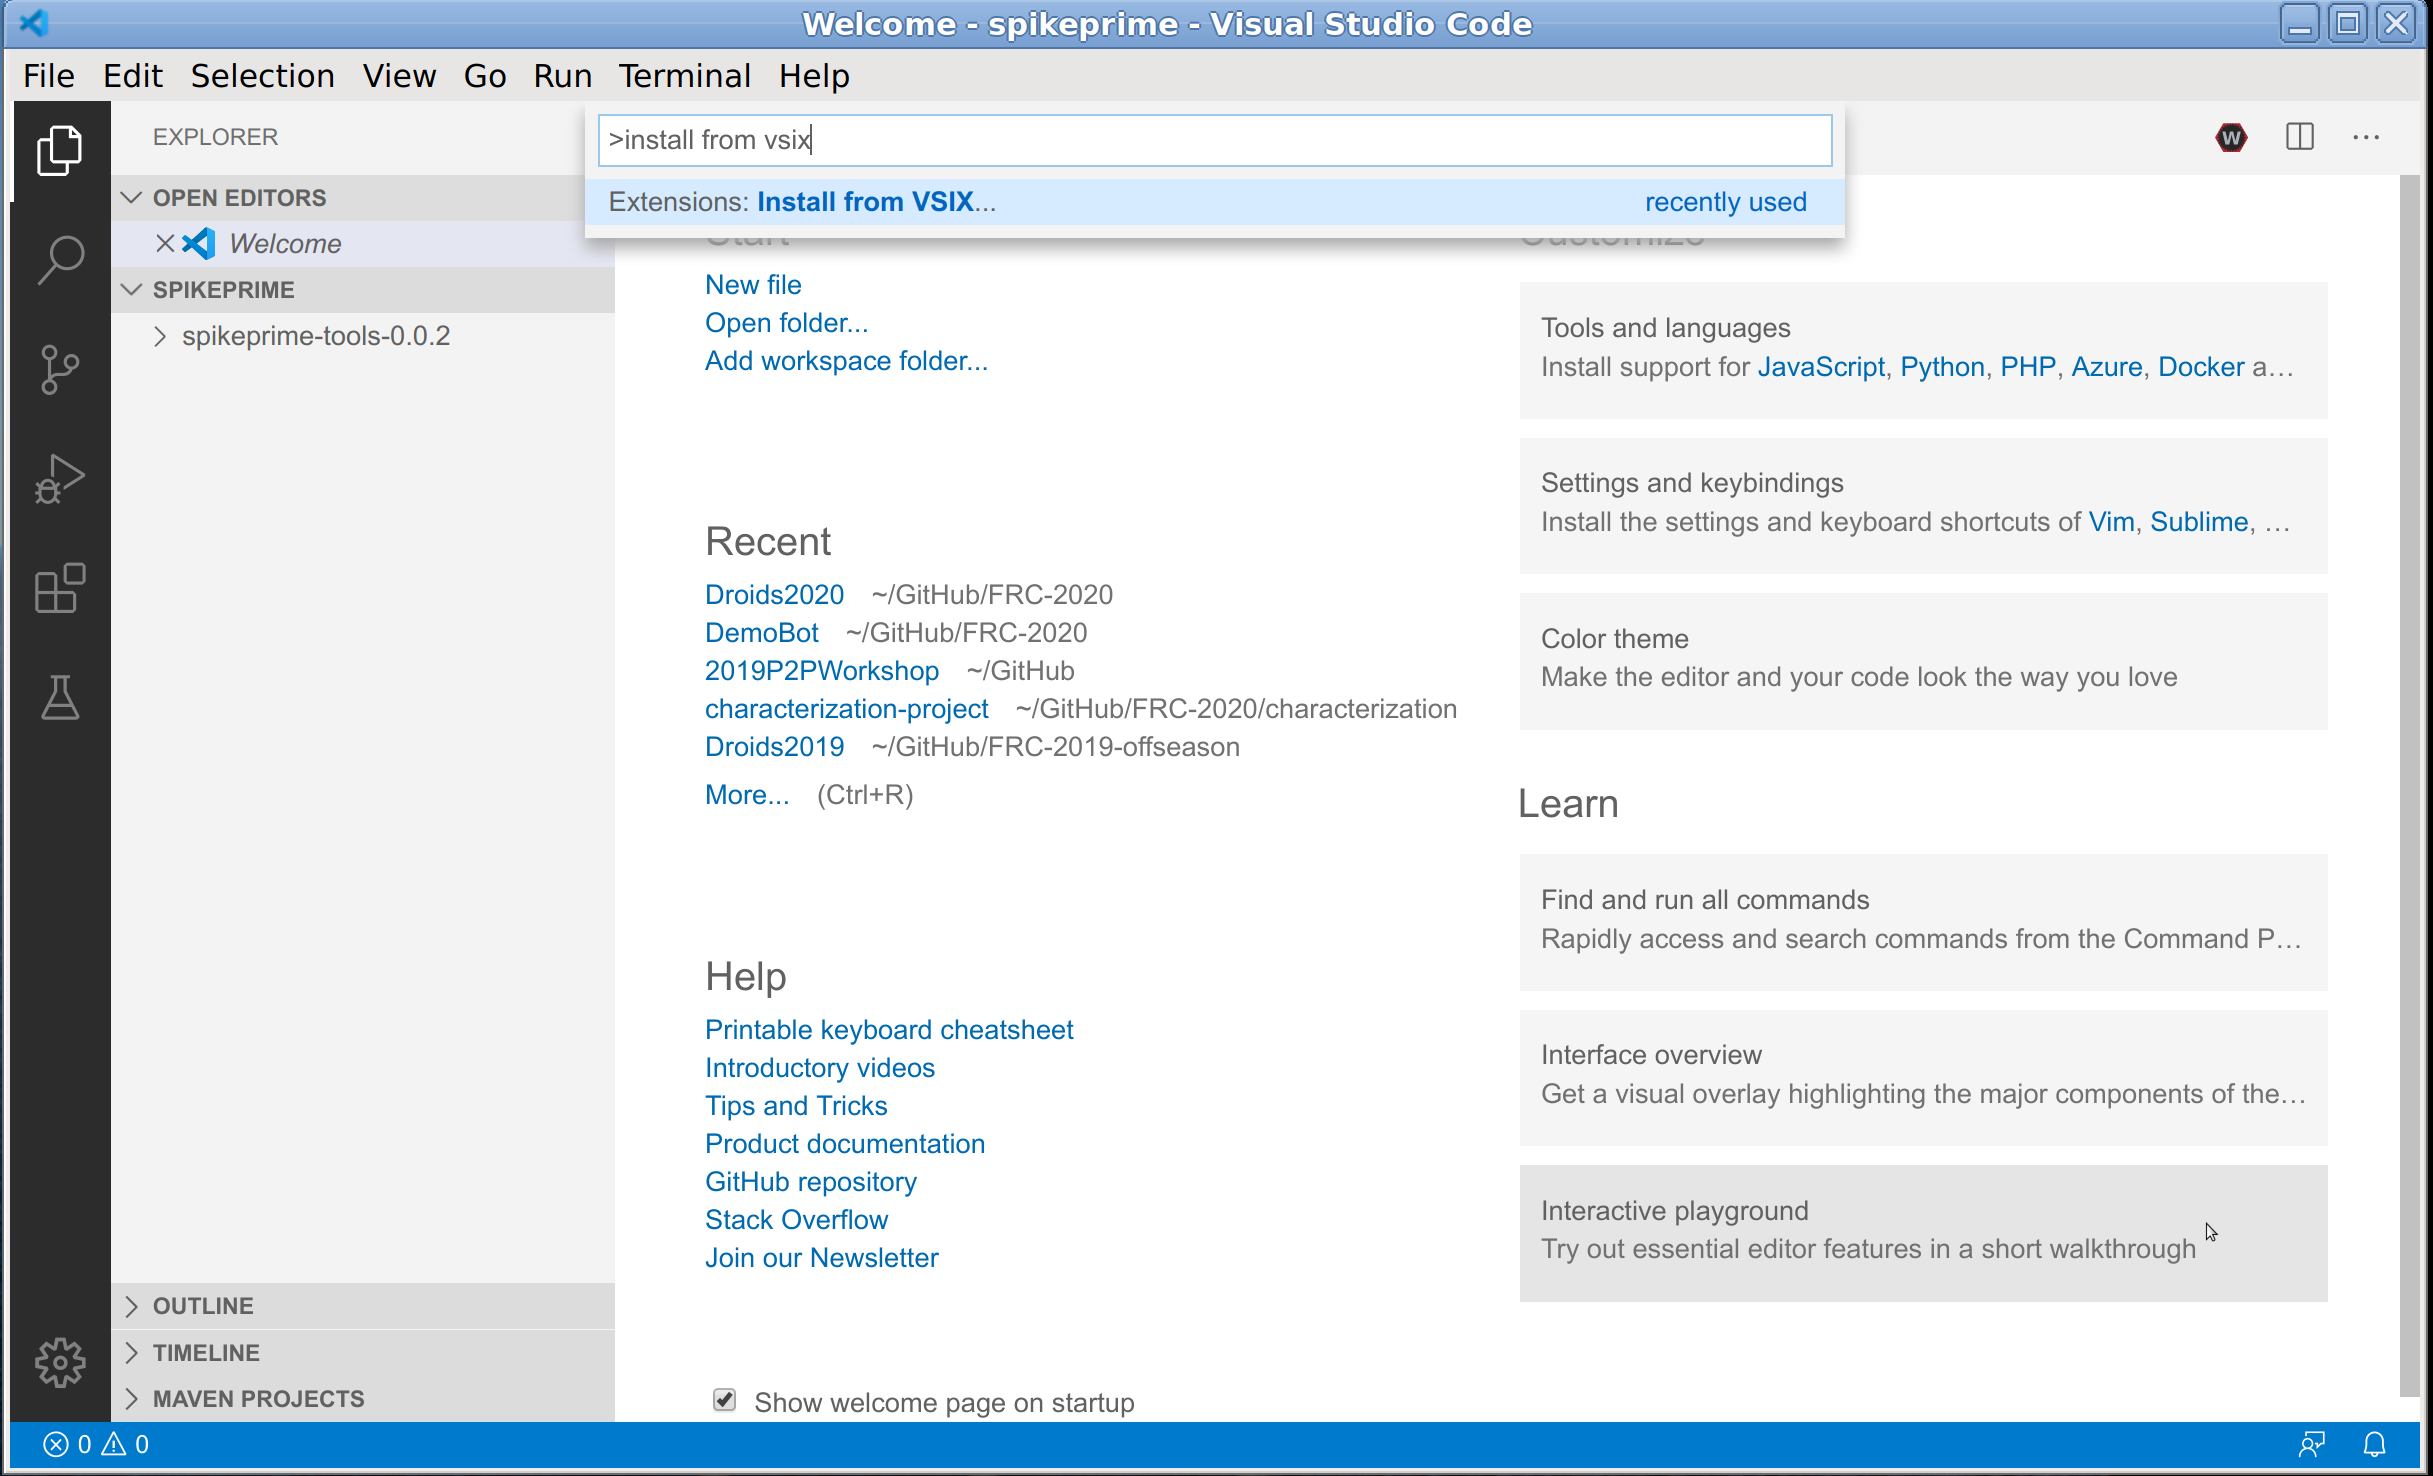 Welcome - spikeprime - Visual Studio Code
File Edit Selection View Go Run Terminal Help
EXPLORER
>install from vsix
Extensions: Install from VSIX... recently used
W
OPEN EDITORS
Welcome
SPIKEPRIME
spikeprime-tools-0.0.2
OUTLINE
TIMELINE
MAVEN PROJECTS
Start
New file
Open folder...
Add workspace folder...
Recent
Droids2020 ~/GitHub/FRC-2020
DemoBot ~/GitHub/FRC-2020
2019P2PWorkshop ~/GitHub
characterization-project ~/GitHub/FRC-2020/characterization
Droids2019 ~/GitHub/FRC-2019-offseason
More... (Ctrl+R)
Help
Printable keyboard cheatsheet
Introductory videos
Tips and Tricks
Product documentation
GitHub repository
Stack Overflow
Join our Newsletter
Show welcome page on startup
Customize
Tools and languages
Install support for JavaScript, Python, PHP, Azure, Docker a...
Settings and keybindings
Install the settings and keyboard shortcuts of Vim, Sublime, ...
Color theme
Make the editor and your code look the way you love
Learn
Find and run all commands
Rapidly access and search commands from the Command P...
Interface overview
Get a visual overlay highlighting the major components of the...
Interactive playground
Try out essential editor features in a short walkthrough
0 0